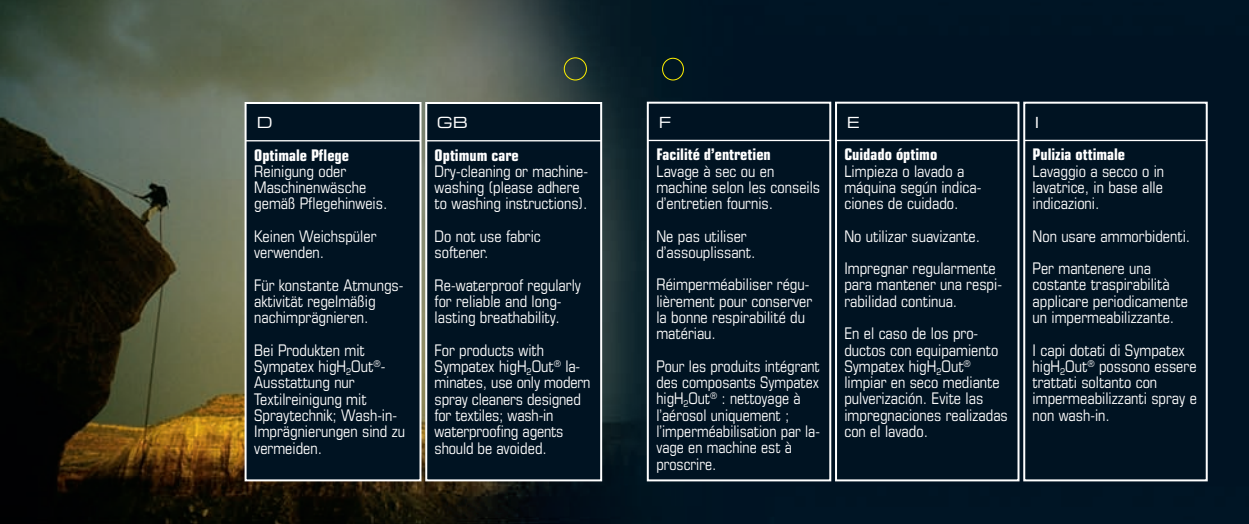 D
Optimale Pflege
Reinigung oder
Maschinenwäsche
gemäß Pflegehinweis.
Keinen Weichspüler
verwenden.
Für konstante Atmungs-
aktivität regelmäßig
nachimprägnieren.
Bei Produkten mit
Sympatex higH₂Out®-
Ausstattung nur
Textilreinigung mit
Spraytechnik; Wash-in-
Imprägnierungen sind zu
vermeiden.
GB
Optimum care
Dry-cleaning or machine-
washing (please adhere
to washing instructions).
Do not use fabric
softener.
Re-waterproof regularly
for reliable and long-
lasting breathability.
For products with
Sympatex higH₂Out® la-
minates, use only modern
spray cleaners designed
for textiles; wash-in
waterproofing agents
should be avoided.
F
Facilité d'entretien
Lavage à sec ou en
machine selon les conseils
d'entretien fournis.
Ne pas utiliser
d'assouplissant.
Réimperméabiliser régu-
lièrement pour conserver
la bonne respirabilité du
matériau.
Pour les produits intégrant
des composants Sympatex
higH₂Out® : nettoyage à
l'aérosol uniquement ;
l'imperméabilisation par la-
vage en machine est à
proscrire.
E
Cuidado óptimo
Limpieza o lavado a
máquina según indica-
ciones de cuidado.
No utilizar suavizante.
Impregnar regularmente
para mantener una respi-
rabilidad continua.
En el caso de los pro-
ductos con equipamiento
Sympatex higH₂Out®
limpiar en seco mediante
pulverización. Evite las
impregnaciones realizadas
con el lavado.
I
Pulizia ottimale
Lavaggio a secco o in
lavatrice, in base alle
indicazioni.
Non usare ammorbidenti.
Per mantenere una
costante traspirabilità
applicare periodicamente
un impermeabilizzante.
I capi dotati di Sympatex
higH₂Out® possono essere
trattati soltanto con
impermeabilizzanti spray e
non wash-in.